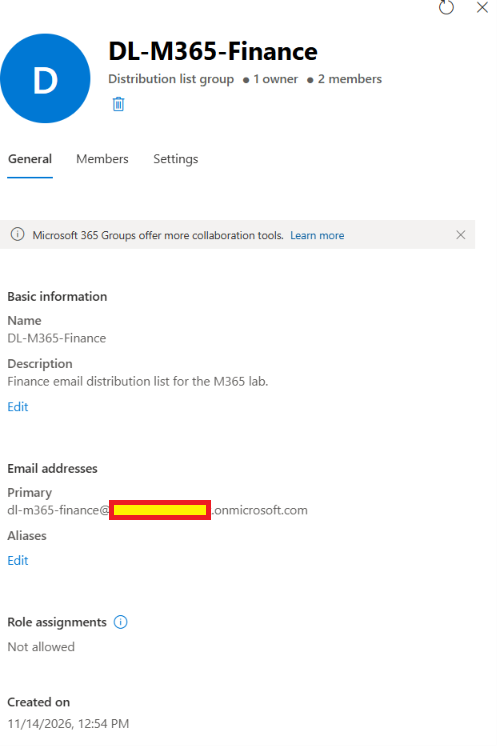 DL-M365-Finance
D
Distribution list group ● 1 owner ● 2 members
General Members Settings
Microsoft 365 Groups offer more collaboration tools. Learn more
Basic information
Name
DL-M365-Finance
Description
Finance email distribution list for the M365 lab.
Edit
Email addresses
Primary
dl-m365-finance@ .onmicrosoft.com
Aliases
Edit
Role assignments
Not allowed
Created on
11/14/2026, 12:54 PM